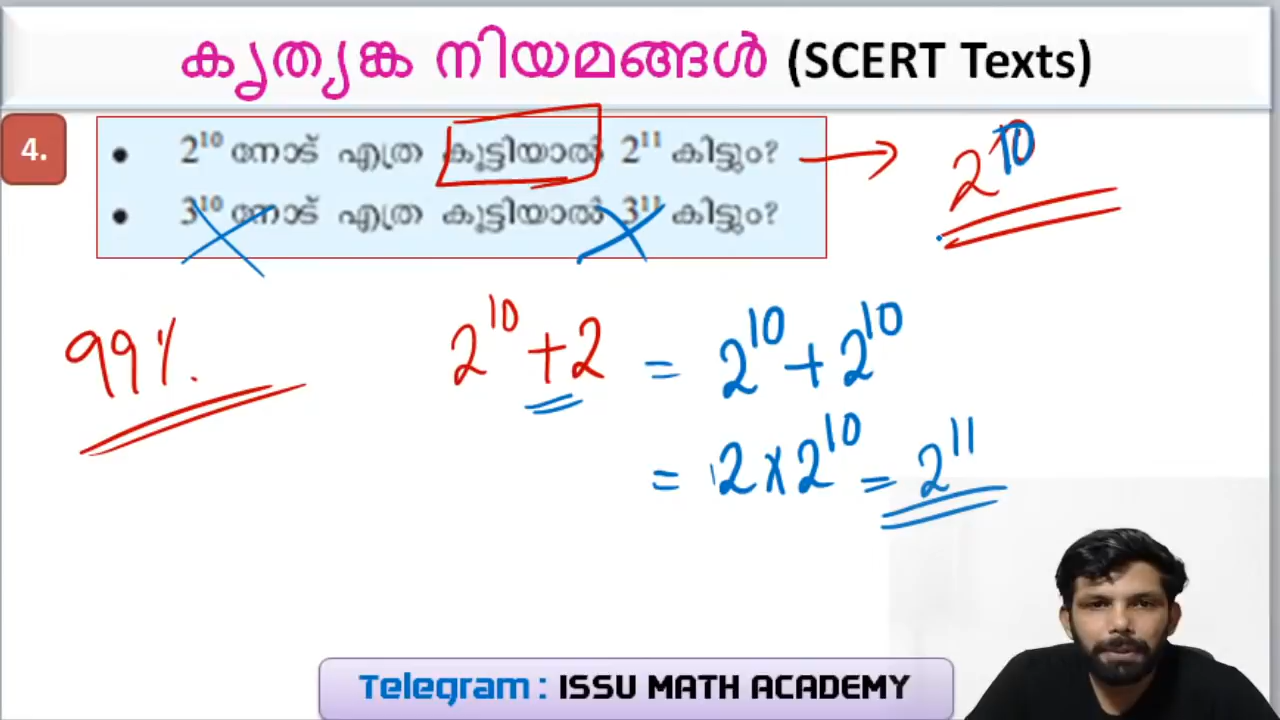 കൃത്യങ്ക നിയമങ്ങൾ (SCERT Texts)
4.
• 2¹⁰ നോട് എത്ര കൂട്ടിയാൽ 2¹¹ കിട്ടും? → 2¹⁰
• 3¹⁰ നോട് എത്ര കൂട്ടിയാൽ 3¹¹ കിട്ടും?
99%.
2¹⁰ + 2 = 2¹⁰ + 2¹⁰
= 2 × 2¹⁰ = 2¹¹
Telegram : ISSU MATH ACADEMY